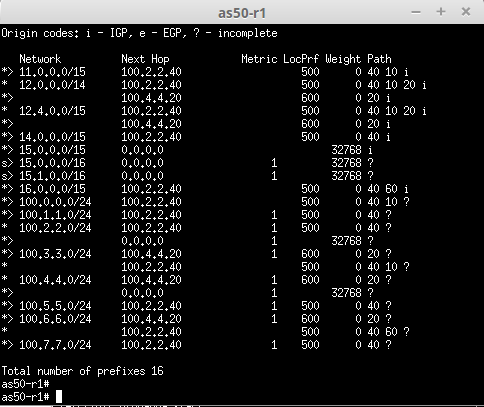 as50-r1
Origin codes: i - IGP, e - EGP, ? - incomplete
   Network          Next Hop            Metric LocPrf Weight Path
*> 11.0.0.0/15      100.2.2.40                    500      0 40 10 i
*  12.0.0.0/14      100.2.2.40                    500      0 40 10 20 i
*>                  100.4.4.20                    600      0 20 i
*  12.4.0.0/15      100.2.2.40                    500      0 40 10 20 i
*>                  100.4.4.20                    600      0 20 i
*> 14.0.0.0/15      100.2.2.40                    500      0 40 i
*> 15.0.0.0/15      0.0.0.0                            32768 i
s> 15.0.0.0/16      0.0.0.0                  1         32768 ?
s> 15.1.0.0/16      0.0.0.0                  1         32768 ?
*> 16.0.0.0/15      100.2.2.40                    500      0 40 60 i
*> 100.0.0.0/24     100.2.2.40                    500      0 40 10 ?
*> 100.1.1.0/24     100.2.2.40               1    500      0 40 ?
*  100.2.2.0/24     100.2.2.40               1    500      0 40 ?
*>                  0.0.0.0                  1         32768 ?
*> 100.3.3.0/24     100.4.4.20               1    600      0 20 ?
*                   100.2.2.40                    500      0 40 10 ?
*  100.4.4.0/24     100.4.4.20               1    600      0 20 ?
*>                  0.0.0.0                  1         32768 ?
*> 100.5.5.0/24     100.2.2.40               1    500      0 40 ?
*> 100.6.6.0/24     100.4.4.20               1    600      0 20 ?
*                   100.2.2.40                    500      0 40 60 ?
*> 100.7.7.0/24     100.2.2.40               1    500      0 40 ?
Total number of prefixes 16
as50-r1#
as50-r1#